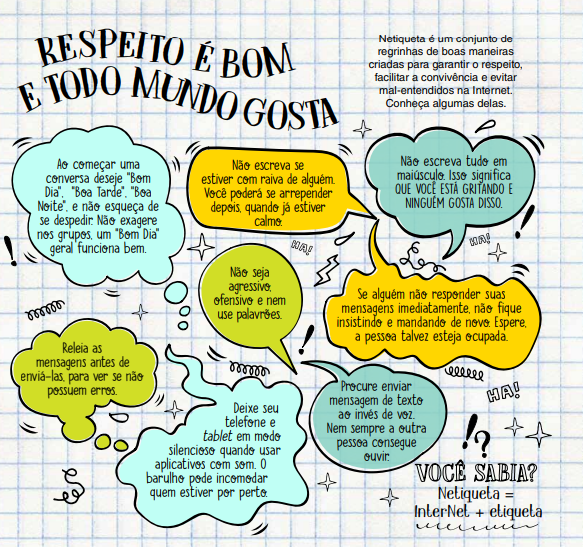 RESPEITO É BOM
E TODO MUNDO GOSTA
Netiqueta é um conjunto de
regrinhas de boas maneiras
criadas para garantir o respeito,
facilitar a convivência e evitar
mal-entendidos na Internet.
Conheça algumas delas.
Ao começar uma
conversa deseje "Bom
Dia", "Boa Tarde", "Boa
Noite", e não esqueça de
se despedir. Não exagere
nos grupos, um "Bom Dia"
geral funciona bem.
Não escreva se
estiver com raiva de alguém.
Você poderá se arrepender
depois, quando já estiver
calmo.
Não escreva tudo em
maiúsculo. Isso significa
QUE VOCÊ ESTÁ GRITANDO E
NINGUÉM GOSTA DISSO.
HA!
HA!
Não seja
agressivo,
ofensivo e nem
use palavrões.
Se alguém não responder suas
mensagens imediatamente, não fique
insistindo e mandando de novo. Espere,
a pessoa talvez esteja ocupada.
Releia as
mensagens antes de
enviá-las, para ver se não
possuem erros.
Deixe seu
telefone e
tablet em modo
silencioso quando usar
aplicativos com som. O
barulho pode incomodar
quem estiver por perto.
Procure enviar
mensagem de texto
ao invés de voz.
Nem sempre a outra
pessoa consegue
ouvir.
HA!
!?
VOCÊ SABIA?
Netiqueta =
InterNet + etiqueta